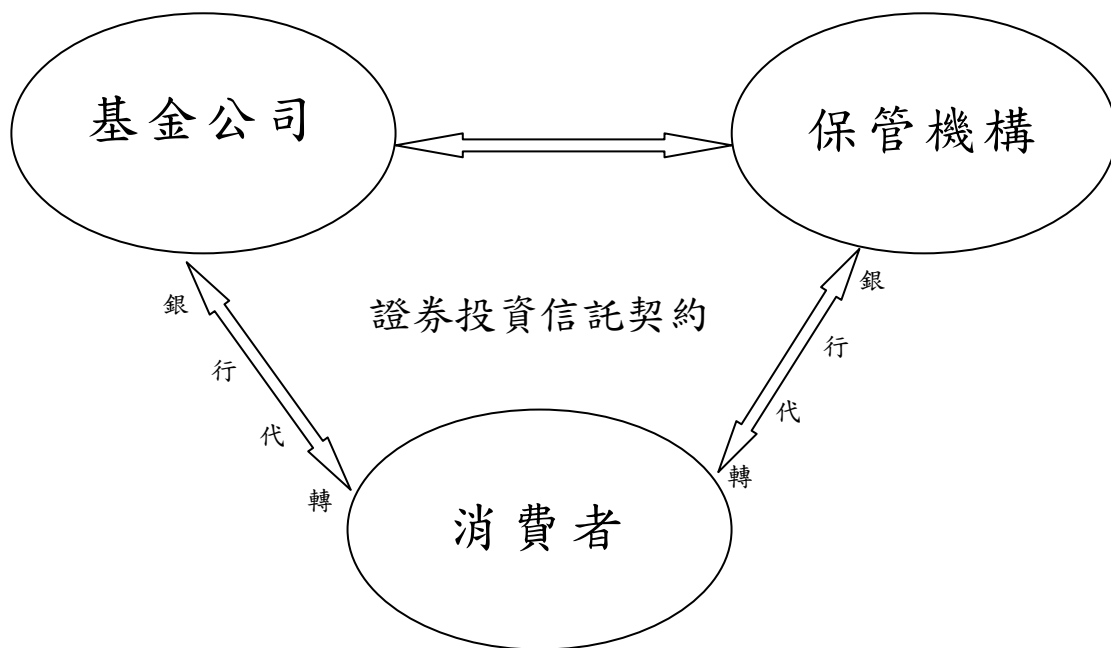 基金公司
保管機構
證券投資信託契約
銀行代轉
銀行代轉
消費者